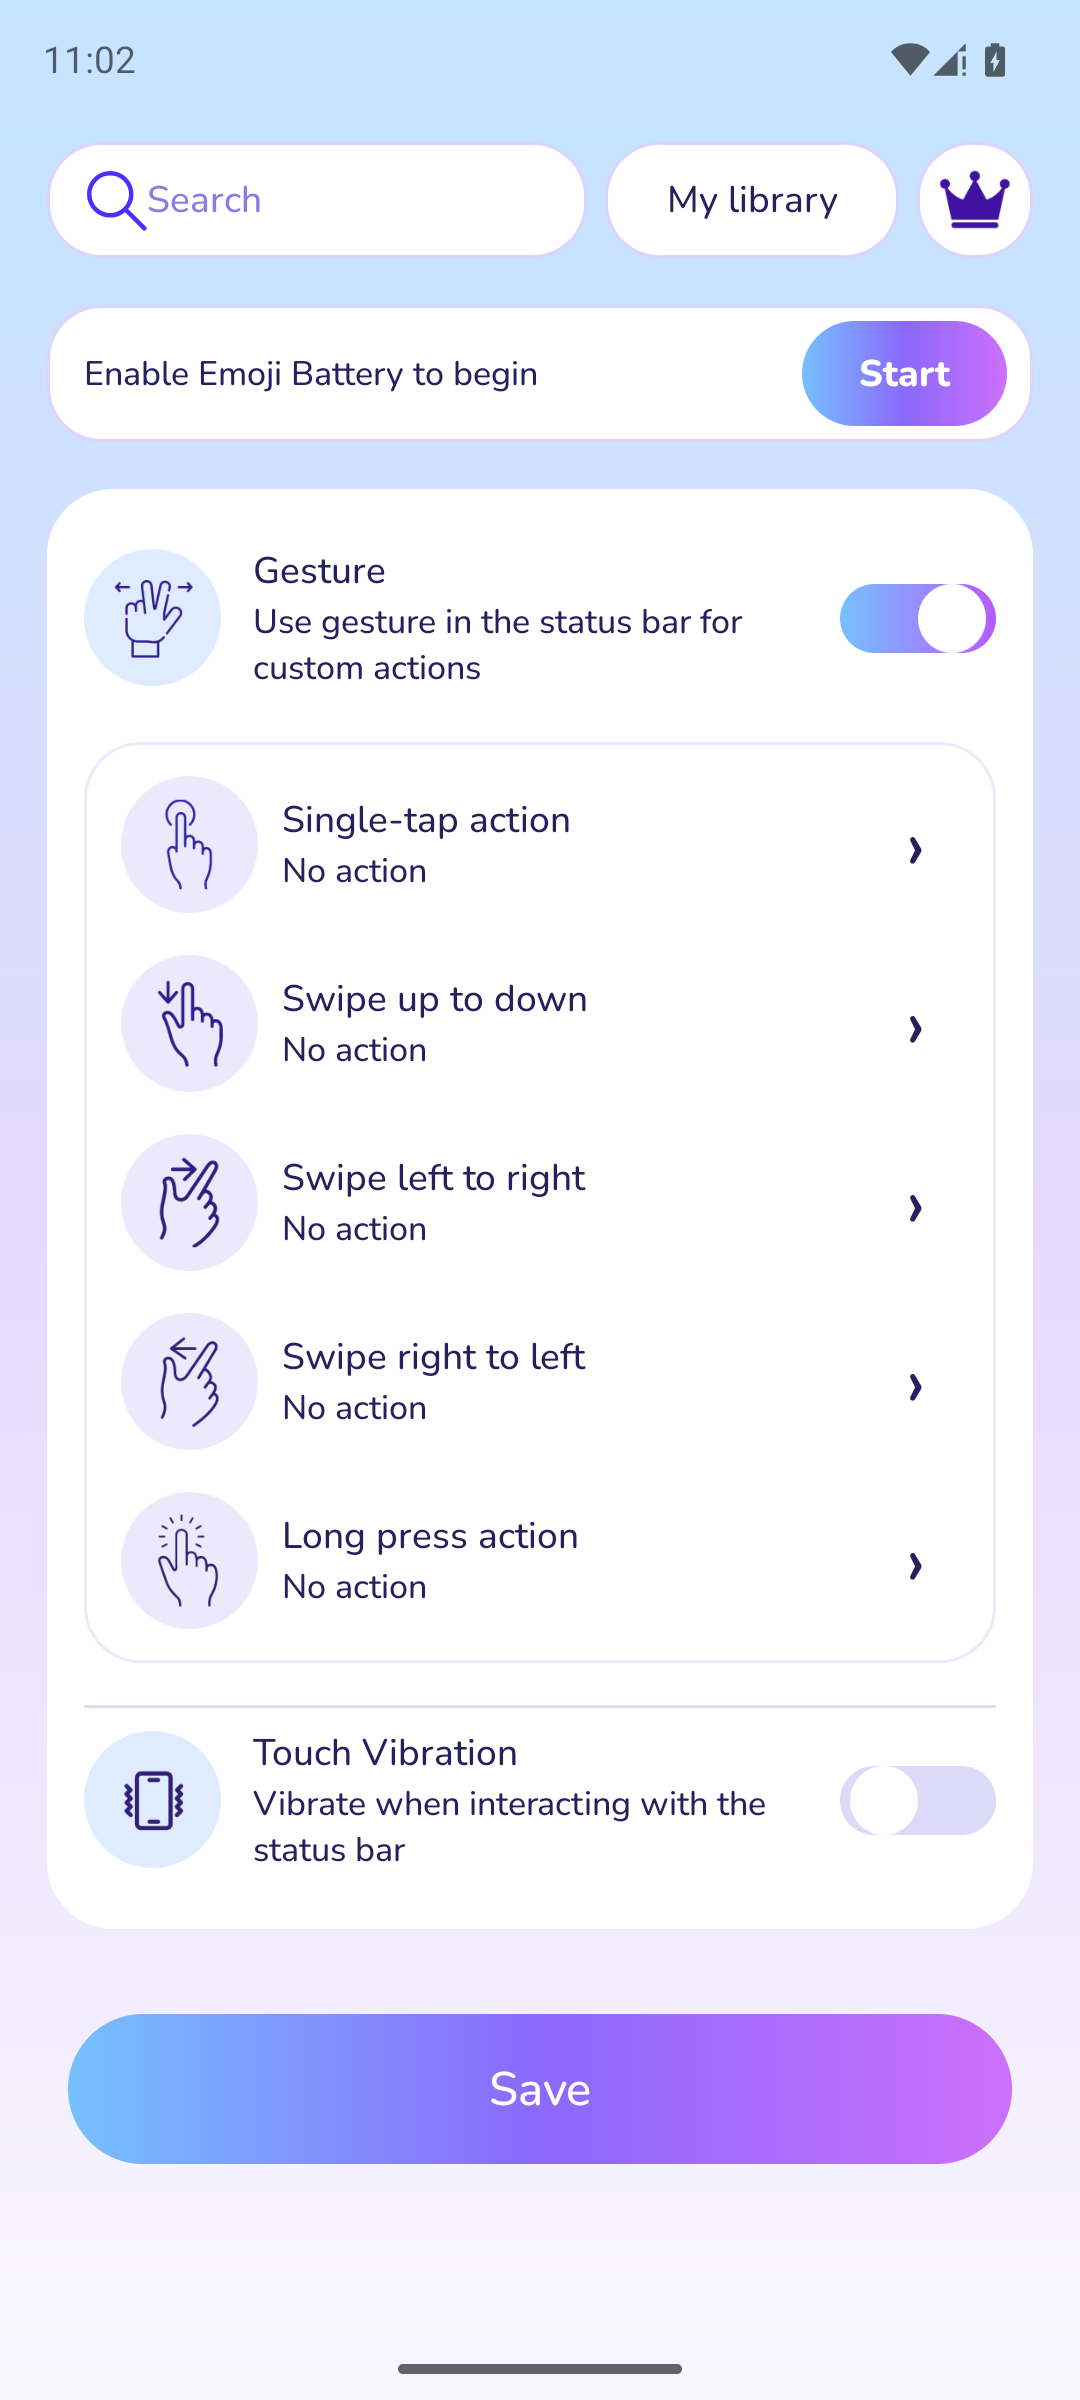 11:02
Search
My library
Enable Emoji Battery to begin
Start
Gesture
Use gesture in the status bar for
custom actions
Single-tap action
No action
Swipe up to down
No action
Swipe left to right
No action
Swipe right to left
No action
Long press action
No action
Touch Vibration
Vibrate when interacting with the
status bar
Save